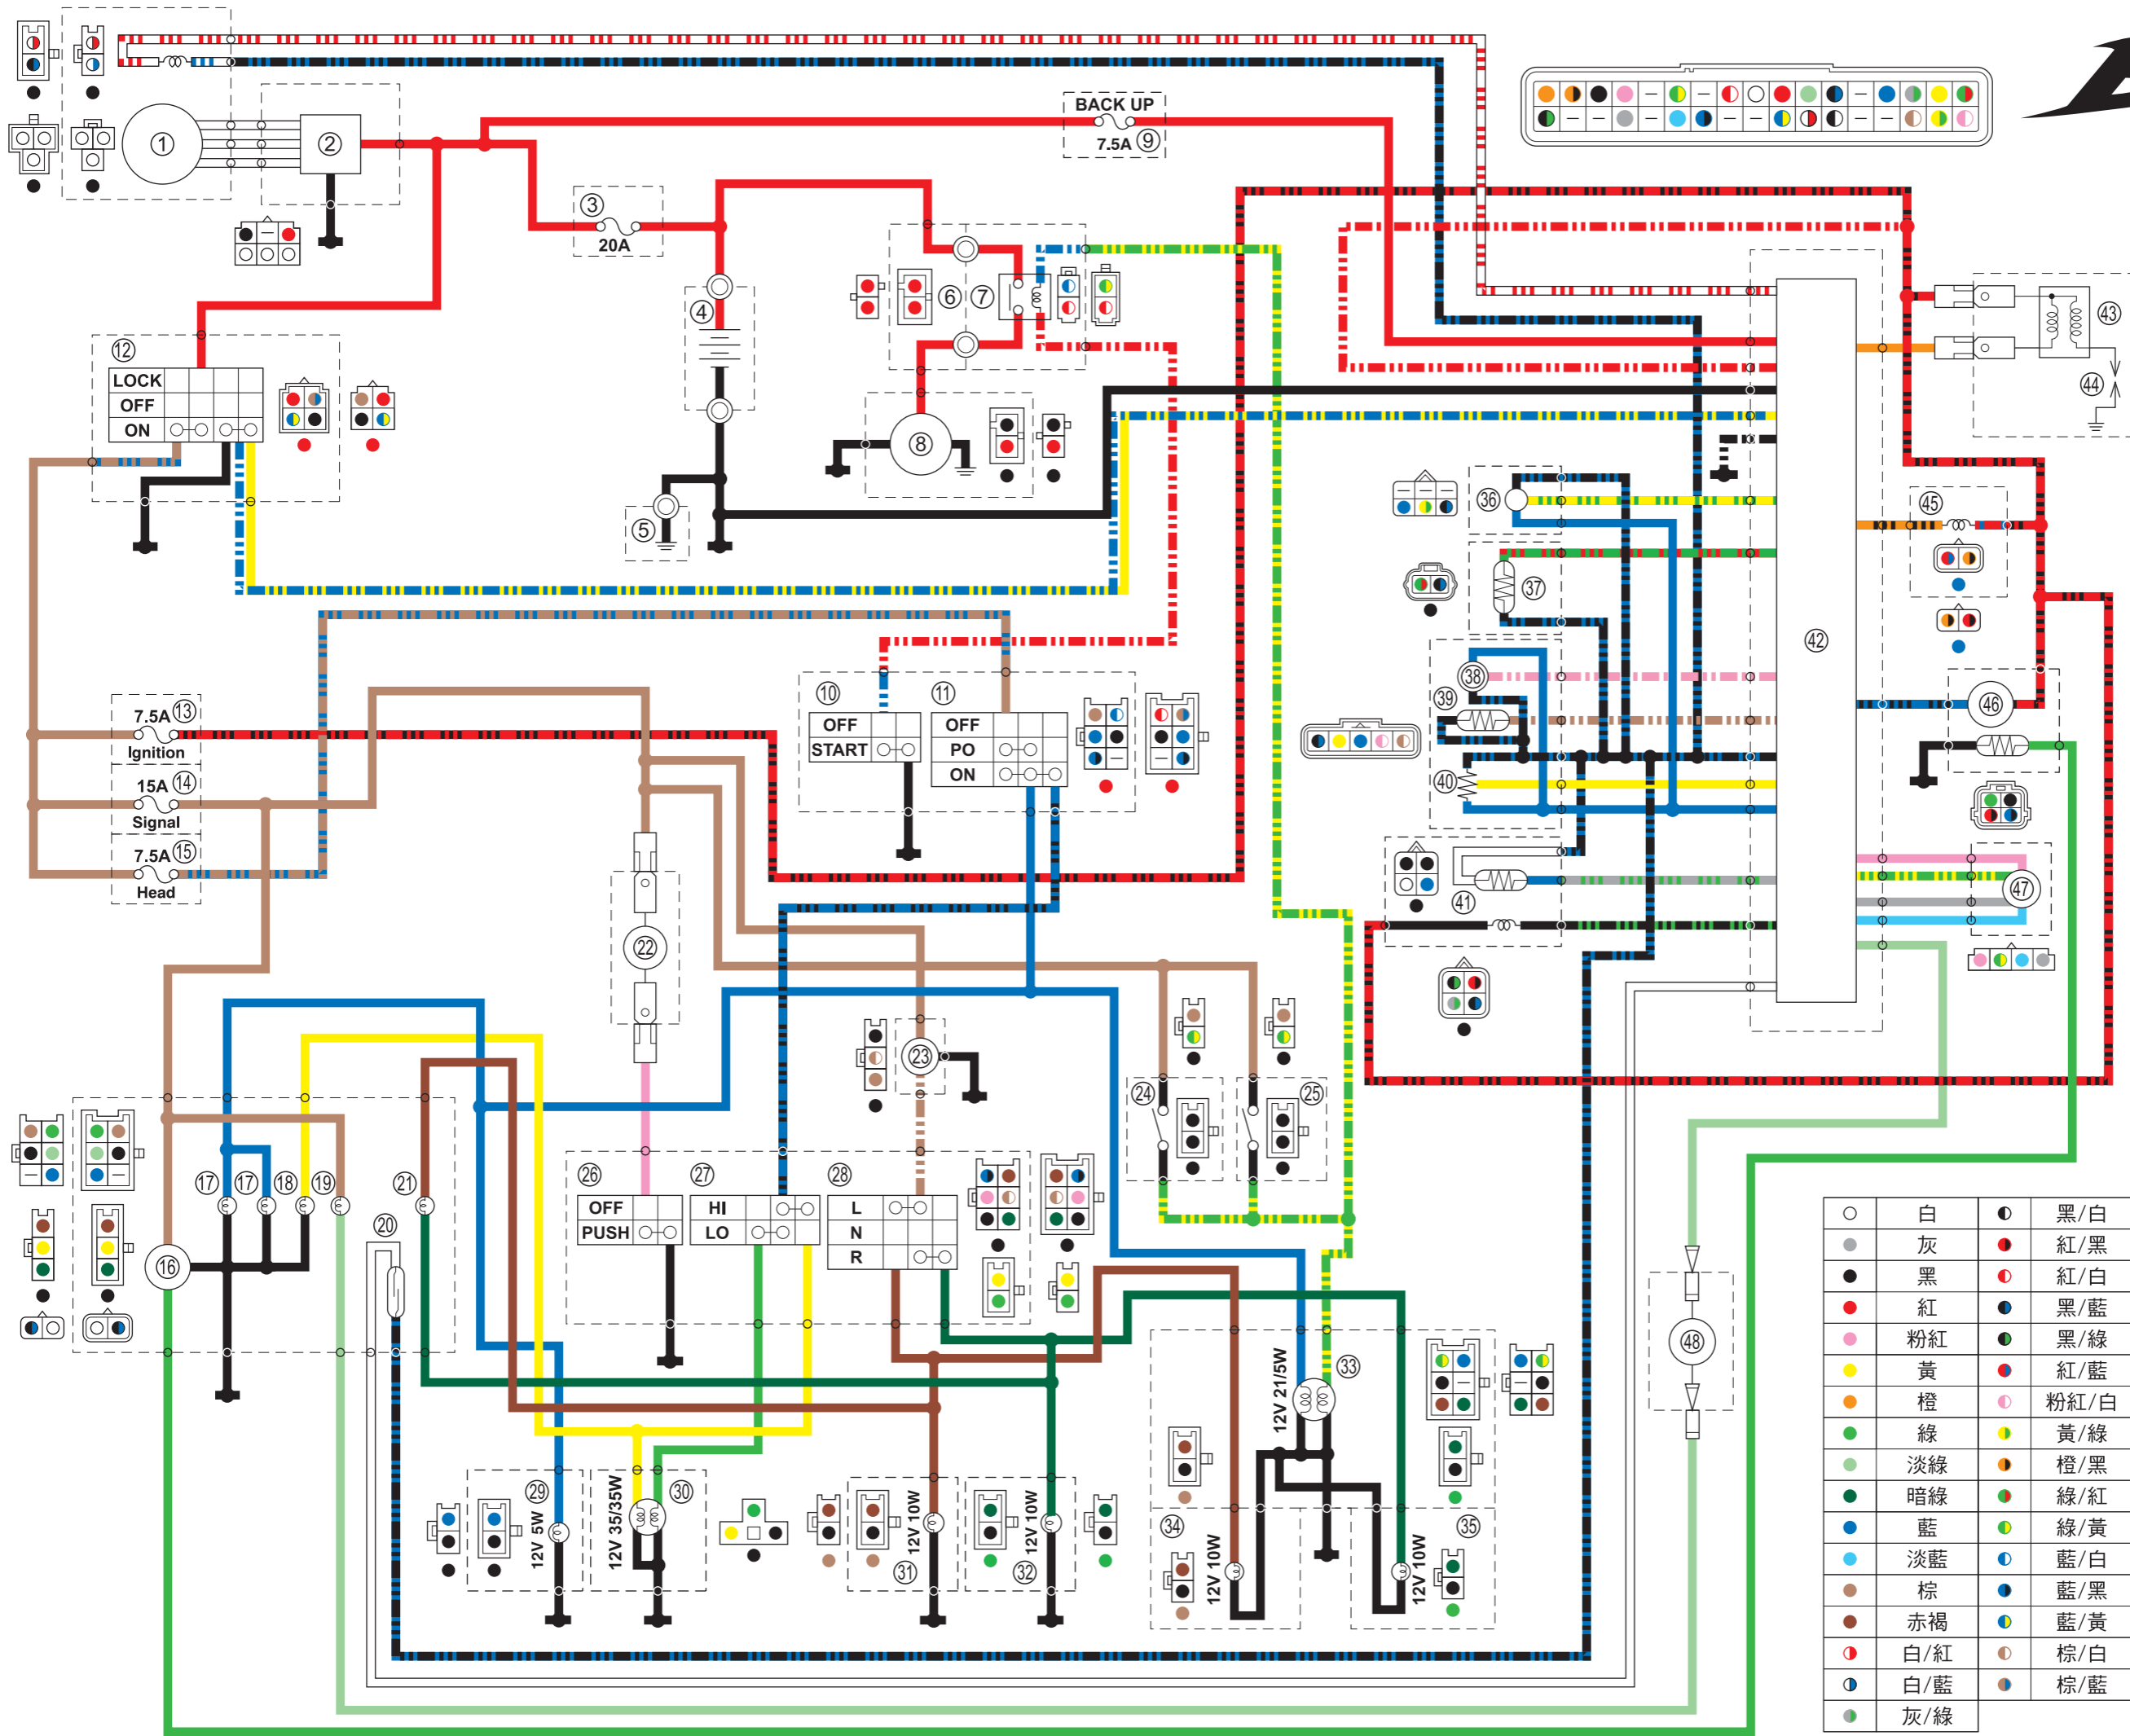 BACK UP
7.5A ⑨
①
②
③
20A
④
⑤
⑥ ⑦
⑧
⑫
LOCK
OFF
ON
7.5A ⑬
Ignition
15A ⑭
Signal
7.5A ⑮
Head
⑩ ⑪
OFF
START
OFF
PO
ON
㊱
㊲
㊳
㊴
㊵
㊶
㊷
㊸
㊹
㊺
㊻
㊼
㊽
㉒
㉓
㉔ ㉕
⑯
⑰ ⑰ ⑱ ⑲ ㉑
⑳
㉖ ㉗ ㉘
OFF
PUSH
HI
LO
L
N
R
㉙
12V 5W
㉚
12V 35/35W
12V 10W
㉛
12V 10W
㉜
12V 21/5W
㉝
㉞
12V 10W
㉟
12V 10W
白 黑/白
灰 紅/黑
黑 紅/白
紅 黑/藍
粉紅 黑/綠
黃 紅/藍
橙 粉紅/白
綠 黃/綠
淡綠 橙/黑
暗綠 綠/紅
藍 綠/黃
淡藍 藍/白
棕 藍/黑
赤褐 藍/黃
白/紅 棕/白
白/藍 棕/藍
灰/綠